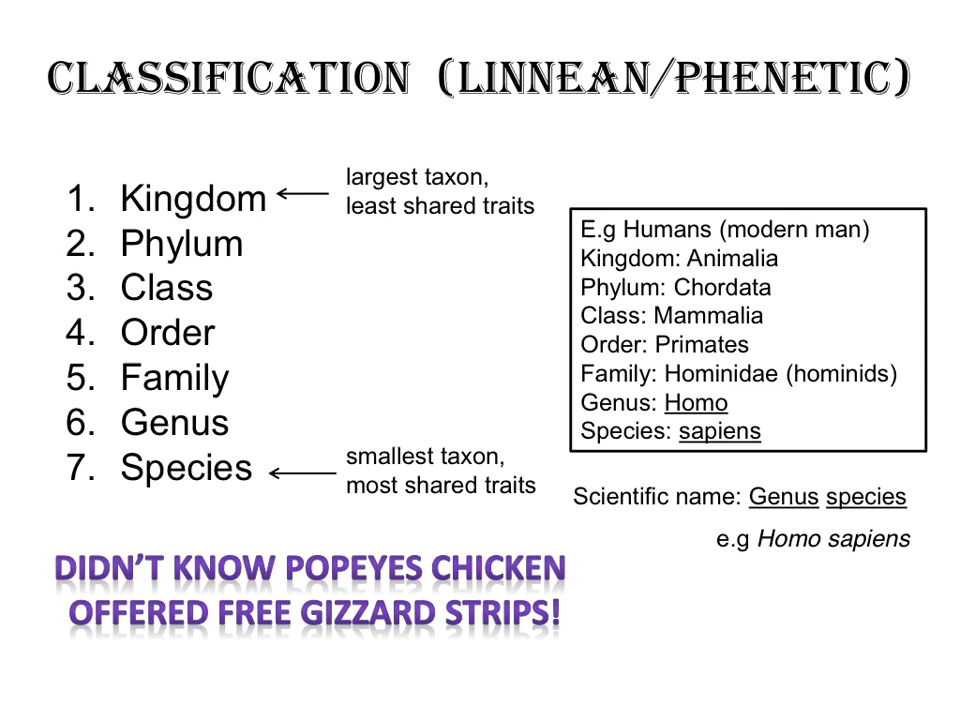 CLASSIFICATION (LINNEAN/PHENETIC)
1. Kingdom
2. Phylum
3. Class
4. Order
5. Family
6. Genus
7. Species
largest taxon,
least shared traits
smallest taxon,
most shared traits
E.g Humans (modern man)
Kingdom: Animalia
Phylum: Chordata
Class: Mammalia
Order: Primates
Family: Hominidae (hominids)
Genus: Homo
Species: sapiens
Scientific name: Genus species
e.g Homo sapiens
DIDN’T KNOW POPEYES CHICKEN
OFFERED FREE GIZZARD STRIPS!